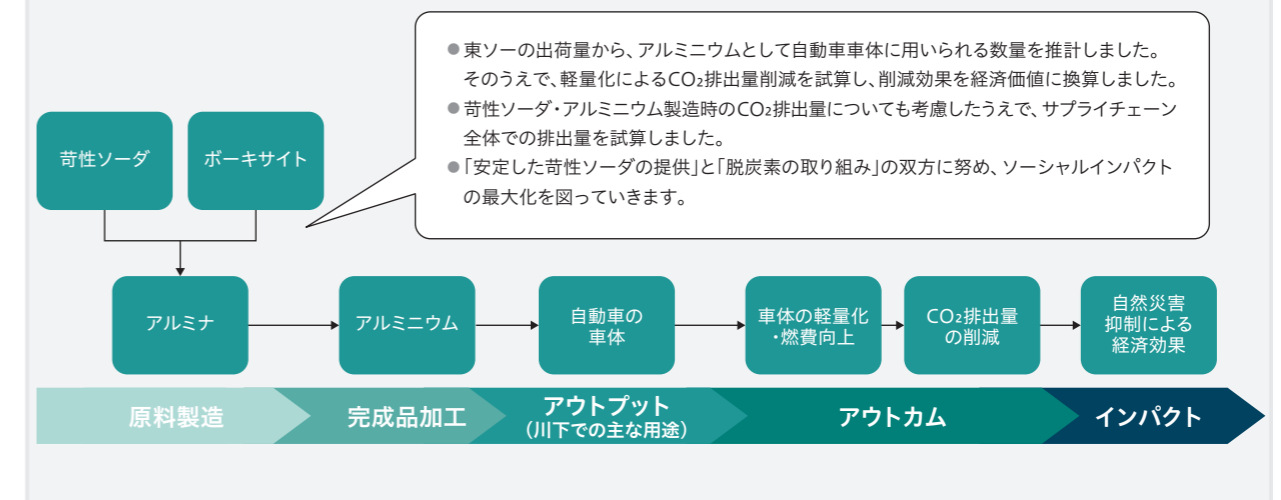 ●東ソーの出荷量から、アルミニウムとして自動車車体に用いられる数量を推計しました。
そのうえで、軽量化によるCO₂排出量削減を試算し、削減効果を経済価値に換算しました。
●苛性ソーダ・アルミニウム製造時のCO₂排出量についても考慮したうえで、サプライチェーン
全体での排出量を試算しました。
●「安定した苛性ソーダの提供」と「脱炭素の取り組み」の双方に努め、ソーシャルインパクト
の最大化を図っていきます。
苛性ソーダ
ボーキサイト
アルミナ
アルミニウム
自動車の
車体
車体の軽量化
・燃費向上
CO₂排出量
の削減
自然災害
抑制による
経済効果
原料製造
完成品加工
アウトプット
（川下での主な用途）
アウトカム
インパクト